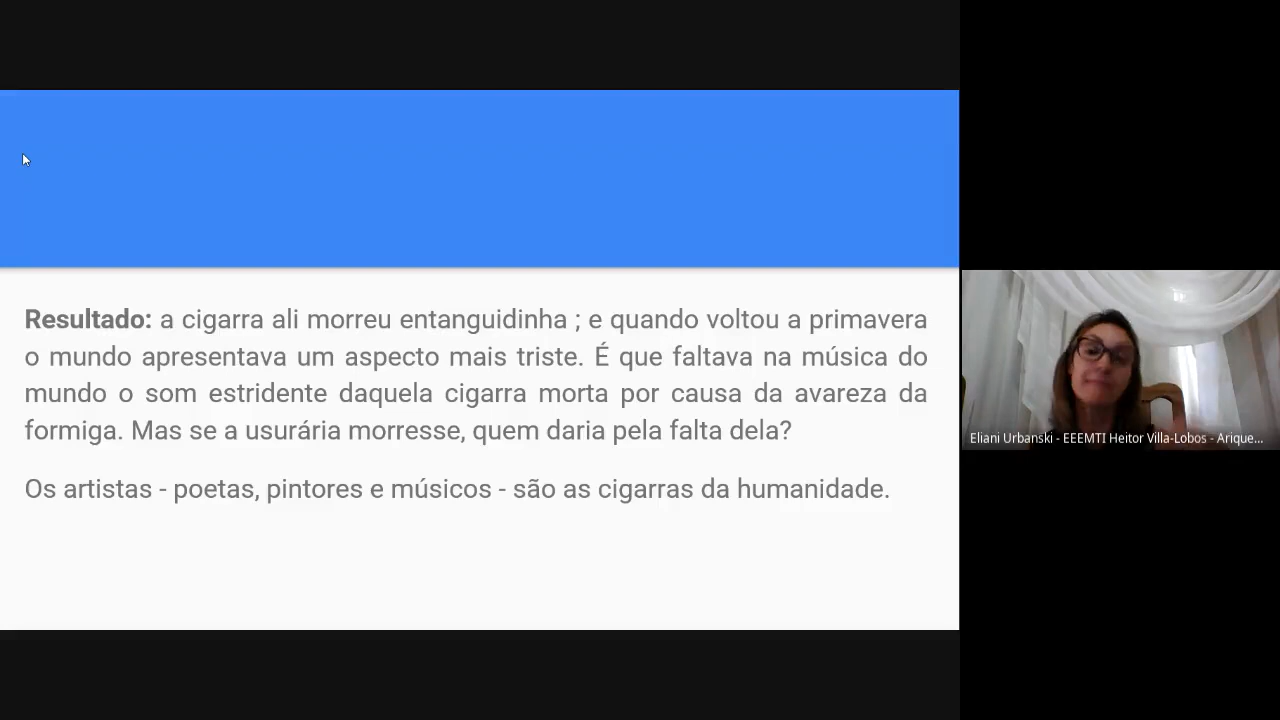 Resultado: a cigarra ali morreu entanguidinha ; e quando voltou a primavera
o mundo apresentava um aspecto mais triste. É que faltava na música do
mundo o som estridente daquela cigarra morta por causa da avareza da
formiga. Mas se a usurária morresse, quem daria pela falta dela?
Os artistas - poetas, pintores e músicos - são as cigarras da humanidade.
Eliani Urbanski - EEEMTI Heitor Villa-Lobos - Arique...